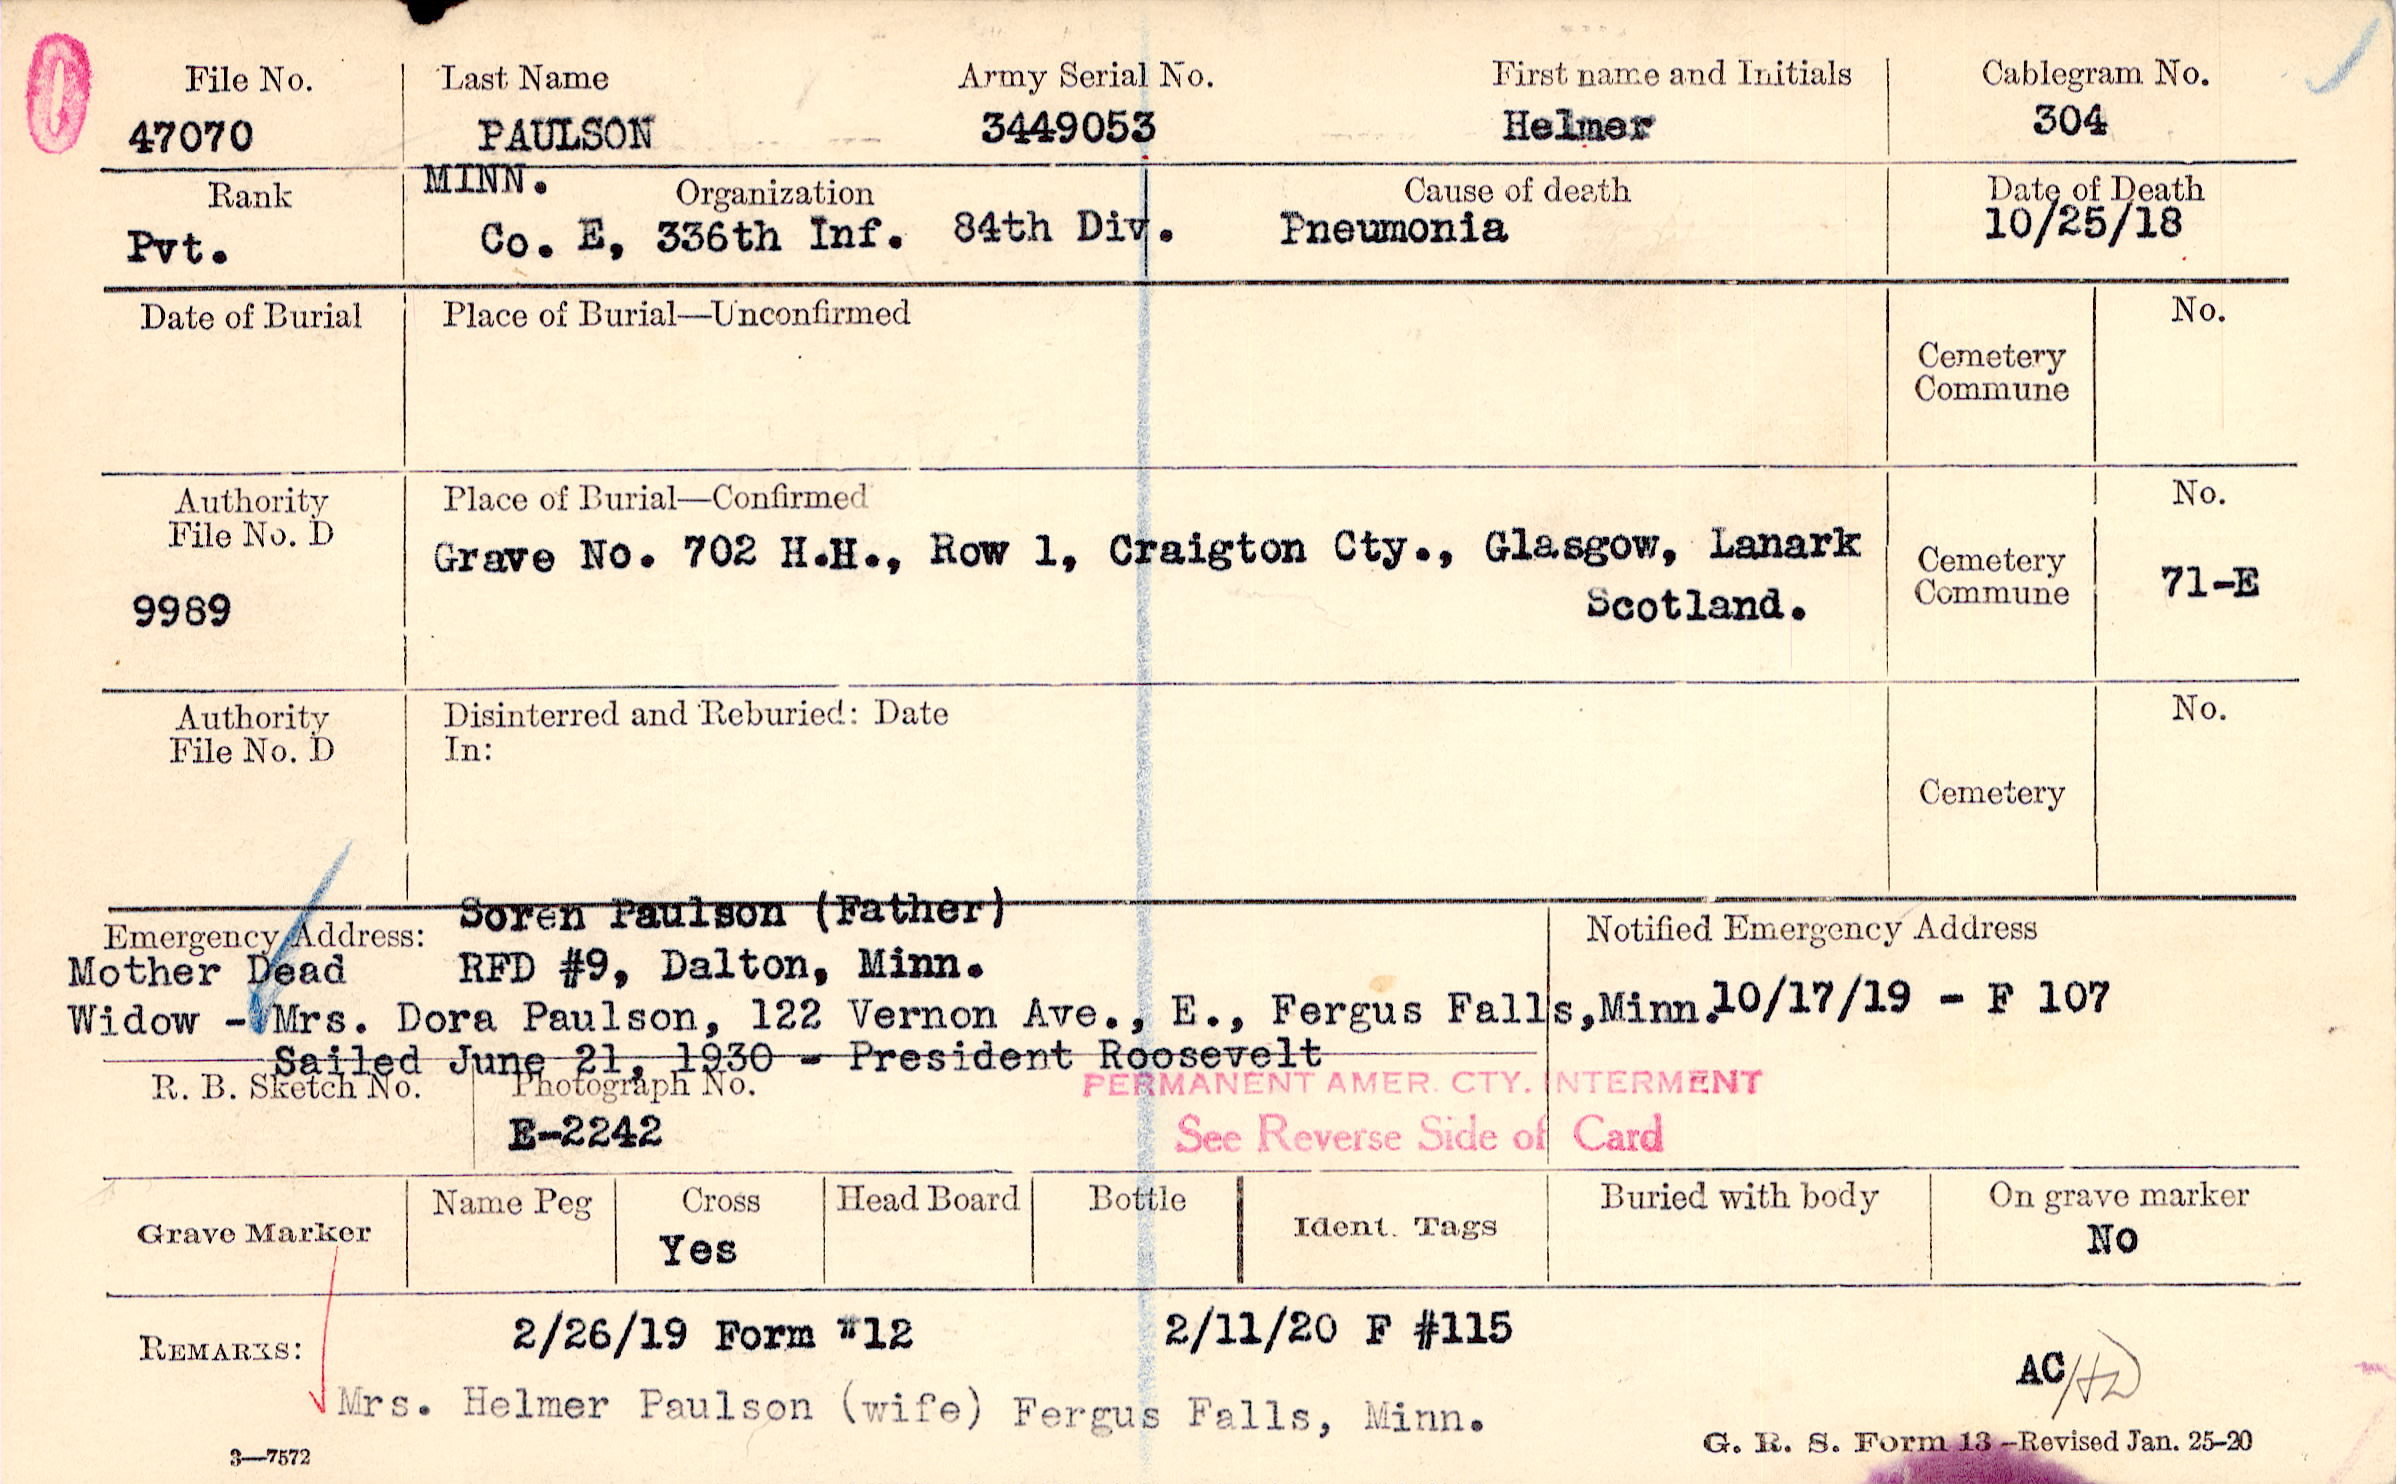 File No. Last Name Army Serial No. First name and Initials Cablegram No.
47070 PAULSON 3449053 Helmer 304
MINN.
Rank Organization Cause of death Date of Death
Pvt. Co. E, 336th Inf. 84th Div. Pneumonia 10/25/18
Date of Burial Place of Burial—Unconfirmed No.
Cemetery
Commune
Authority Place of Burial—Confirmed No.
File No. D
Grave No. 702 H.H., Row 1, Craigton Cty., Glasgow, Lanark
Cemetery
9989 Scotland. Commune 71-E
Authority Disinterred and Reburied: Date No.
File No. D In:
Cemetery
Soren Paulson (Father)
Emergency Address: Notified Emergency Address
Mother Dead RFD #9, Dalton, Minn.
Widow - Mrs. Dora Paulson, 122 Vernon Ave., E., Fergus Falls, Minn. 10/17/19 - F 107
Sailed June 21, 1930 - President Roosevelt
R. B. Sketch No. Photograph No. PERMANENT AMER. CTY. INTERMENT
E-2242 See Reverse Side of Card
Grave Marker Name Peg Cross Head Board Bottle Ident. Tags Buried with body On grave marker
Yes No
REMARKS: 2/26/19 Form #12 2/11/20 F #115
AC/HD
Mrs. Helmer Paulson (wife) Fergus Falls, Minn.
3—7572 G. R. S. Form 13—Revised Jan. 25-20